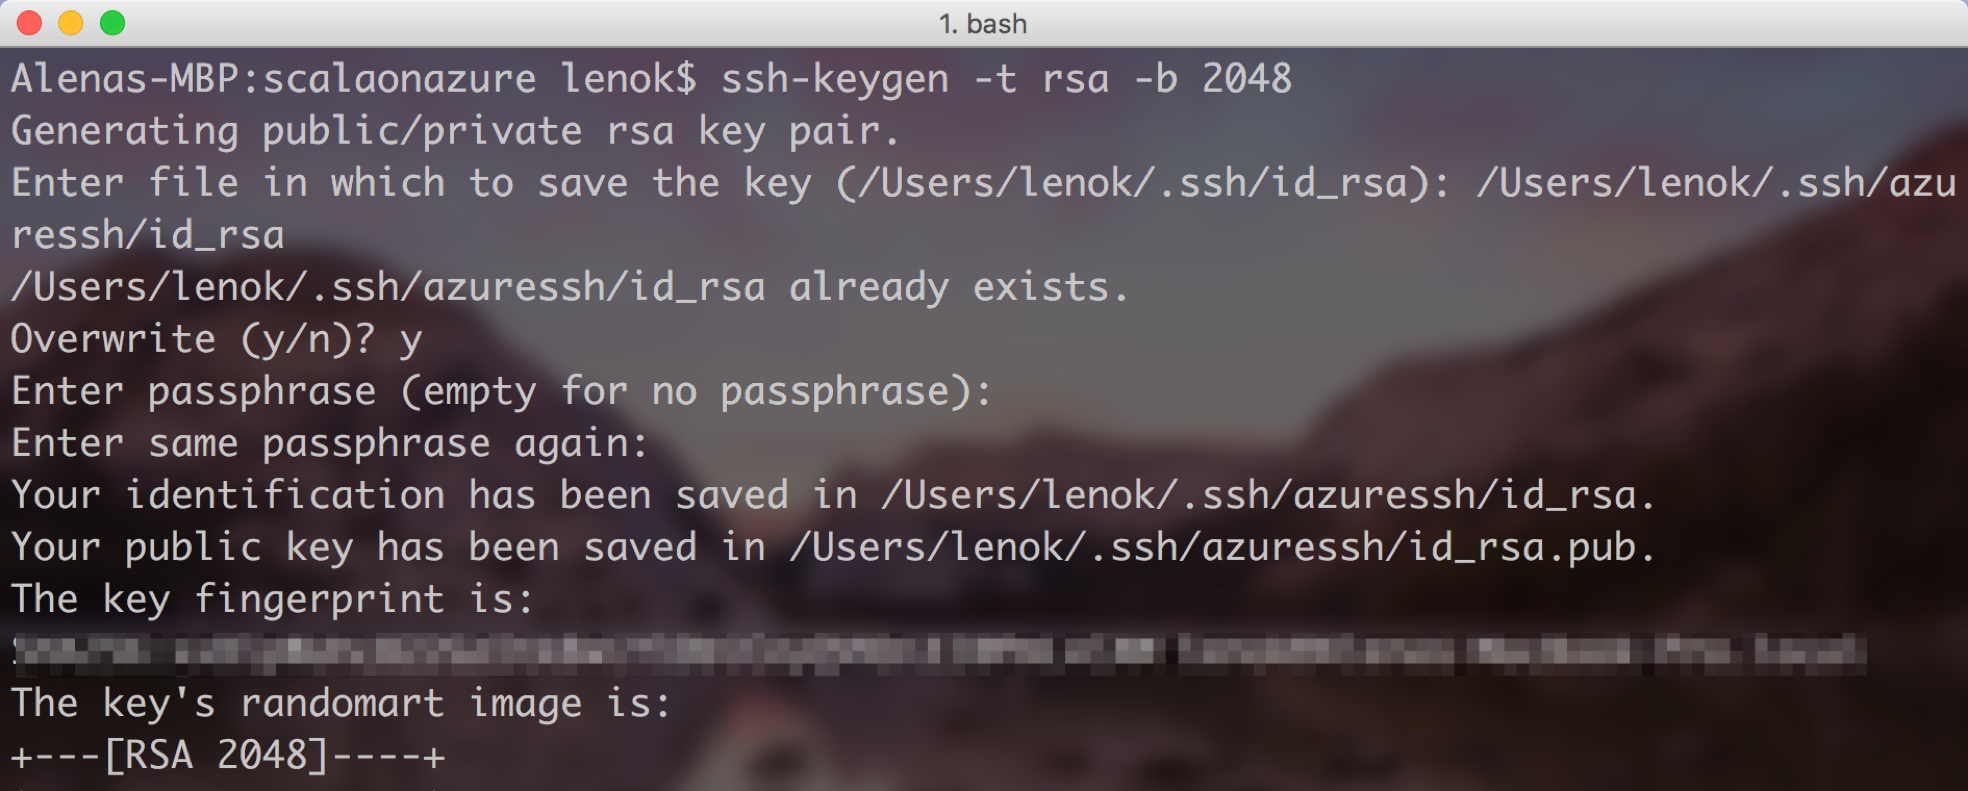 1. bash
Alenas-MBP:scalaonazure lenok$ ssh-keygen -t rsa -b 2048
Generating public/private rsa key pair.
Enter file in which to save the key (/Users/lenok/.ssh/id_rsa): /Users/lenok/.ssh/azu
ressh/id_rsa
/Users/lenok/.ssh/azuressh/id_rsa already exists.
Overwrite (y/n)? y
Enter passphrase (empty for no passphrase):
Enter same passphrase again:
Your identification has been saved in /Users/lenok/.ssh/azuressh/id_rsa.
Your public key has been saved in /Users/lenok/.ssh/azuressh/id_rsa.pub.
The key fingerprint is:
The key's randomart image is:
+---[RSA 2048]----+